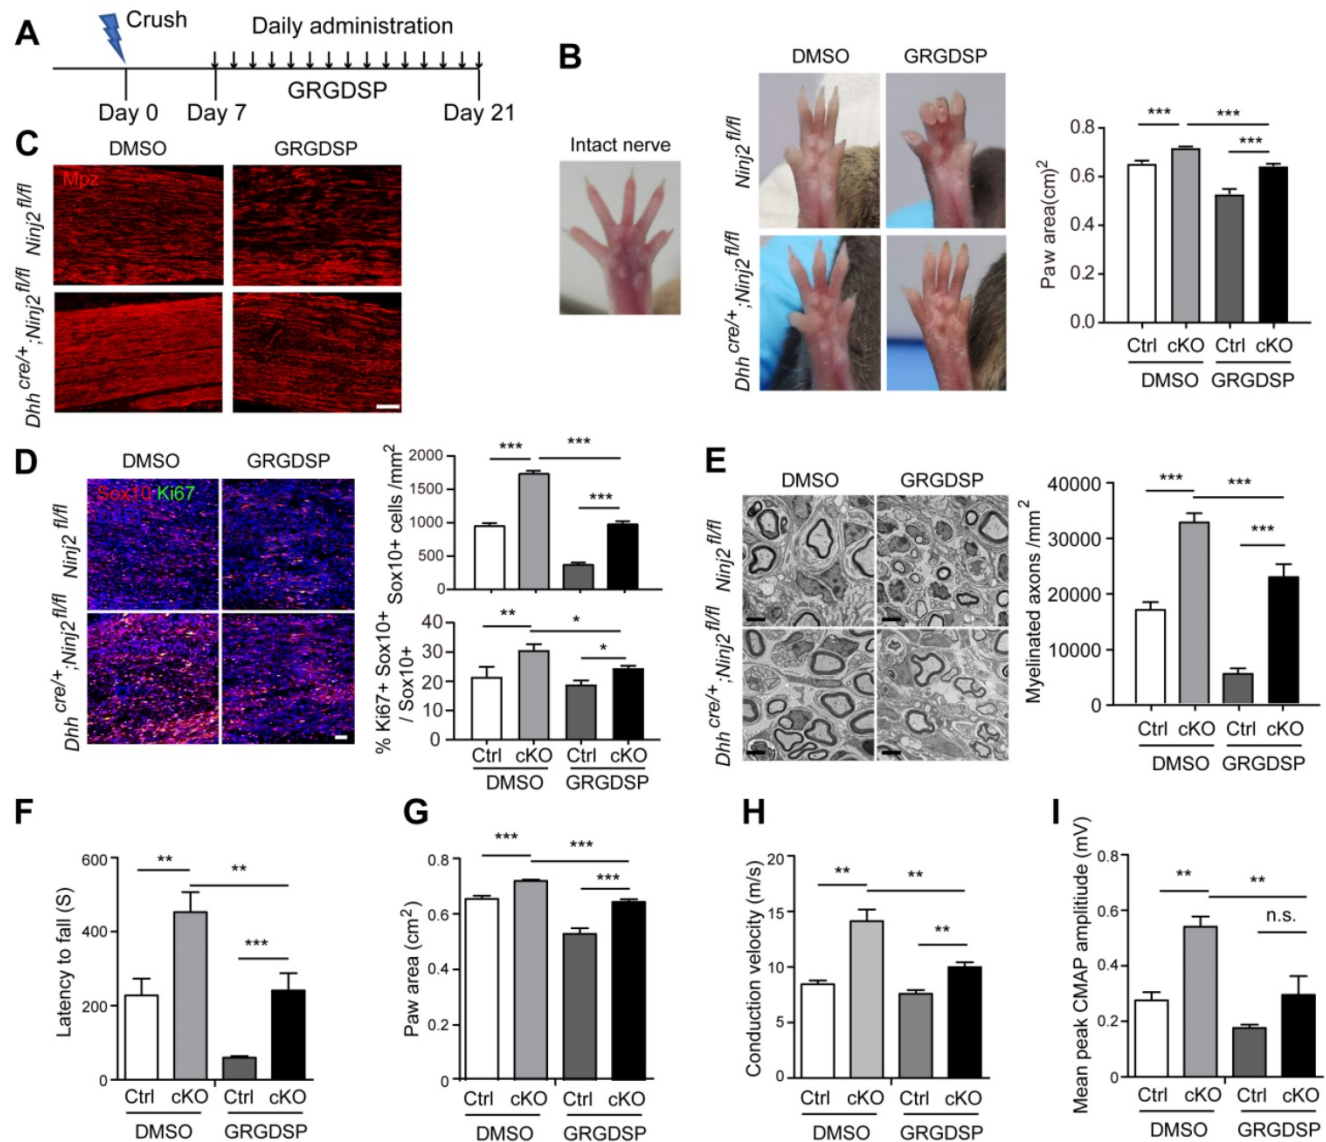 A
Crush
Daily administration
GRGDSP
Day 0
Day 7
Day 21
B
DMSO
GRGDSP
Intact nerve
Ninj2 fl/fl
Dhh cre/+;Ninj2 fl/fl
Paw area(cm)2
0.8
0.6
0.4
0.2
0.0
***
***
***
Ctrl cKO Ctrl cKO
DMSO GRGDSP
C
DMSO
GRGDSP
Mpz
Ninj2 fl/fl
Dhh cre/+;Ninj2 fl/fl
D
DMSO
GRGDSP
Sox10 Ki67
Ninj2 fl/fl
Dhh cre/+;Ninj2 fl/fl
Sox10+ cells /mm2
2000
1500
1000
500
0
***
***
***
% Ki67+ Sox10+
/ Sox10+
40
30
20
10
0
**
*
*
Ctrl cKO Ctrl cKO
DMSO GRGDSP
E
DMSO
GRGDSP
Ninj2 fl/fl
Dhh cre/+;Ninj2 fl/fl
Myelinated axons /mm2
40000
30000
20000
10000
0
***
***
***
Ctrl cKO Ctrl cKO
DMSO GRGDSP
F
Latency to fall (S)
600
400
200
0
**
**
***
Ctrl cKO Ctrl cKO
DMSO GRGDSP
G
Paw area (cm2)
0.8
0.6
0.4
0.2
0
***
***
***
Ctrl cKO Ctrl cKO
DMSO GRGDSP
H
Conduction velocity (m/s)
20
15
10
5
0
**
**
**
Ctrl cKO Ctrl cKO
DMSO GRGDSP
I
Mean peak CMAP amplitiude (mV)
0.8
0.6
0.4
0.2
0
**
**
n.s.
Ctrl cKO Ctrl cKO
DMSO GRGDSP